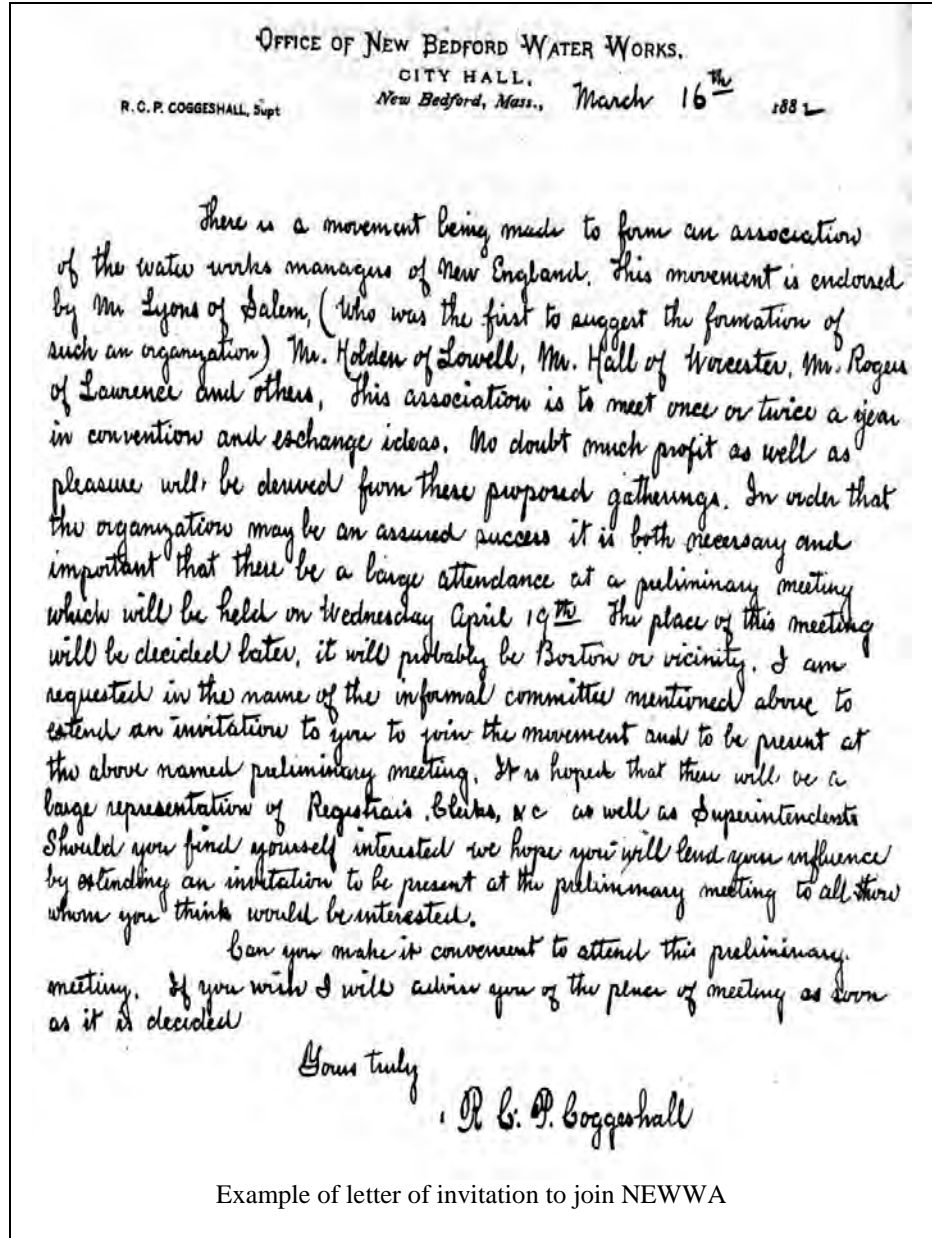 OFFICE OF NEW BEDFORD WATER WORKS,
CITY HALL,
R. C. P. COGGESHALL, Supt
New Bedford, Mass., March 16th 1882
There is a movement being made to form an association
of the water works managers of New England. This movement is endorsed
by Mr Lyons of Salem, (Who was the first to suggest the formation of
such an organization) Mr. Holden of Lowell, Mr. Hall of Worcester, Mr. Rogers
of Lawrence and others, This association is to meet once or twice a year
in convention and exchange ideas. No doubt much profit as well as
pleasure will be derived from these proposed gatherings. In order that
the organization may be an assured success it is both necessary and
important that there be a large attendance at a preliminary meeting
which will be held on Wednesday April 19th The place of this meeting
will be decided later, it will probably be Boston or vicinity. I am
requested in the name of the informal committee mentioned above to
extend an invitation to you to join the movement and to be present at
the above named preliminary meeting. It is hoped that there will be a
large representation of Registrars, Clerks, &c as well as Superintendents
Should you find yourself interested we hope you will lend your influence
by extending an invitation to be present at the preliminary meeting to all those
whom you think would be interested.
Can you make it convenient to attend this preliminary
meeting. If you wish I will advise you of the place of meeting as soon
as it is decided
Yours truly
R. C. P. Coggeshall
Example of letter of invitation to join NEWWA